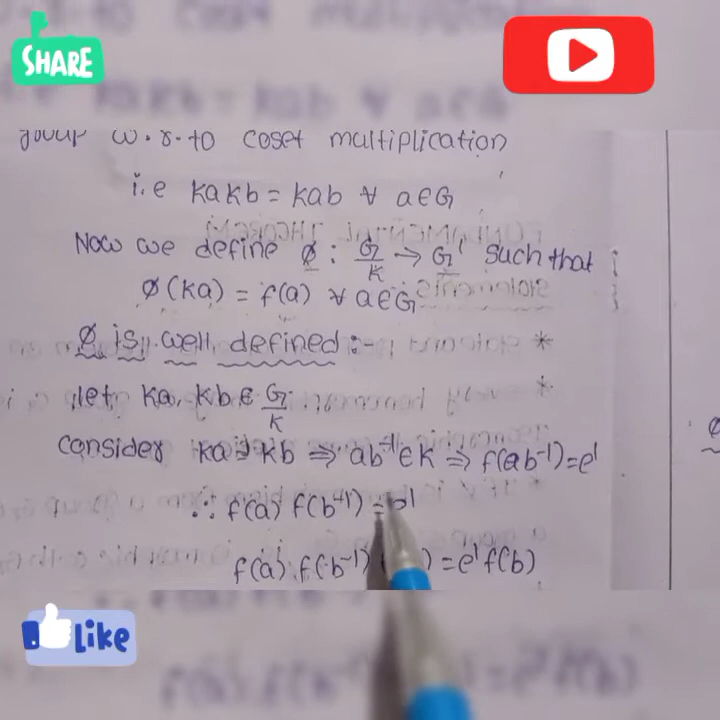 SHARE
group w.r.to coset multiplication
i.e kakb = kab ∀ a∈G
Now we define φ : G/K → G' such that
φ(ka) = f(a) ∀ a∈G
φ is well defined :-
let ka, kb ∈ G/K
consider ka = kb ⇒ ab⁻¹ ∈ K ⇒ f(ab⁻¹) = e'
∴ f(a) f(b⁻¹) = e'
f(a) f(b⁻¹) ) = e' f(b)
Like